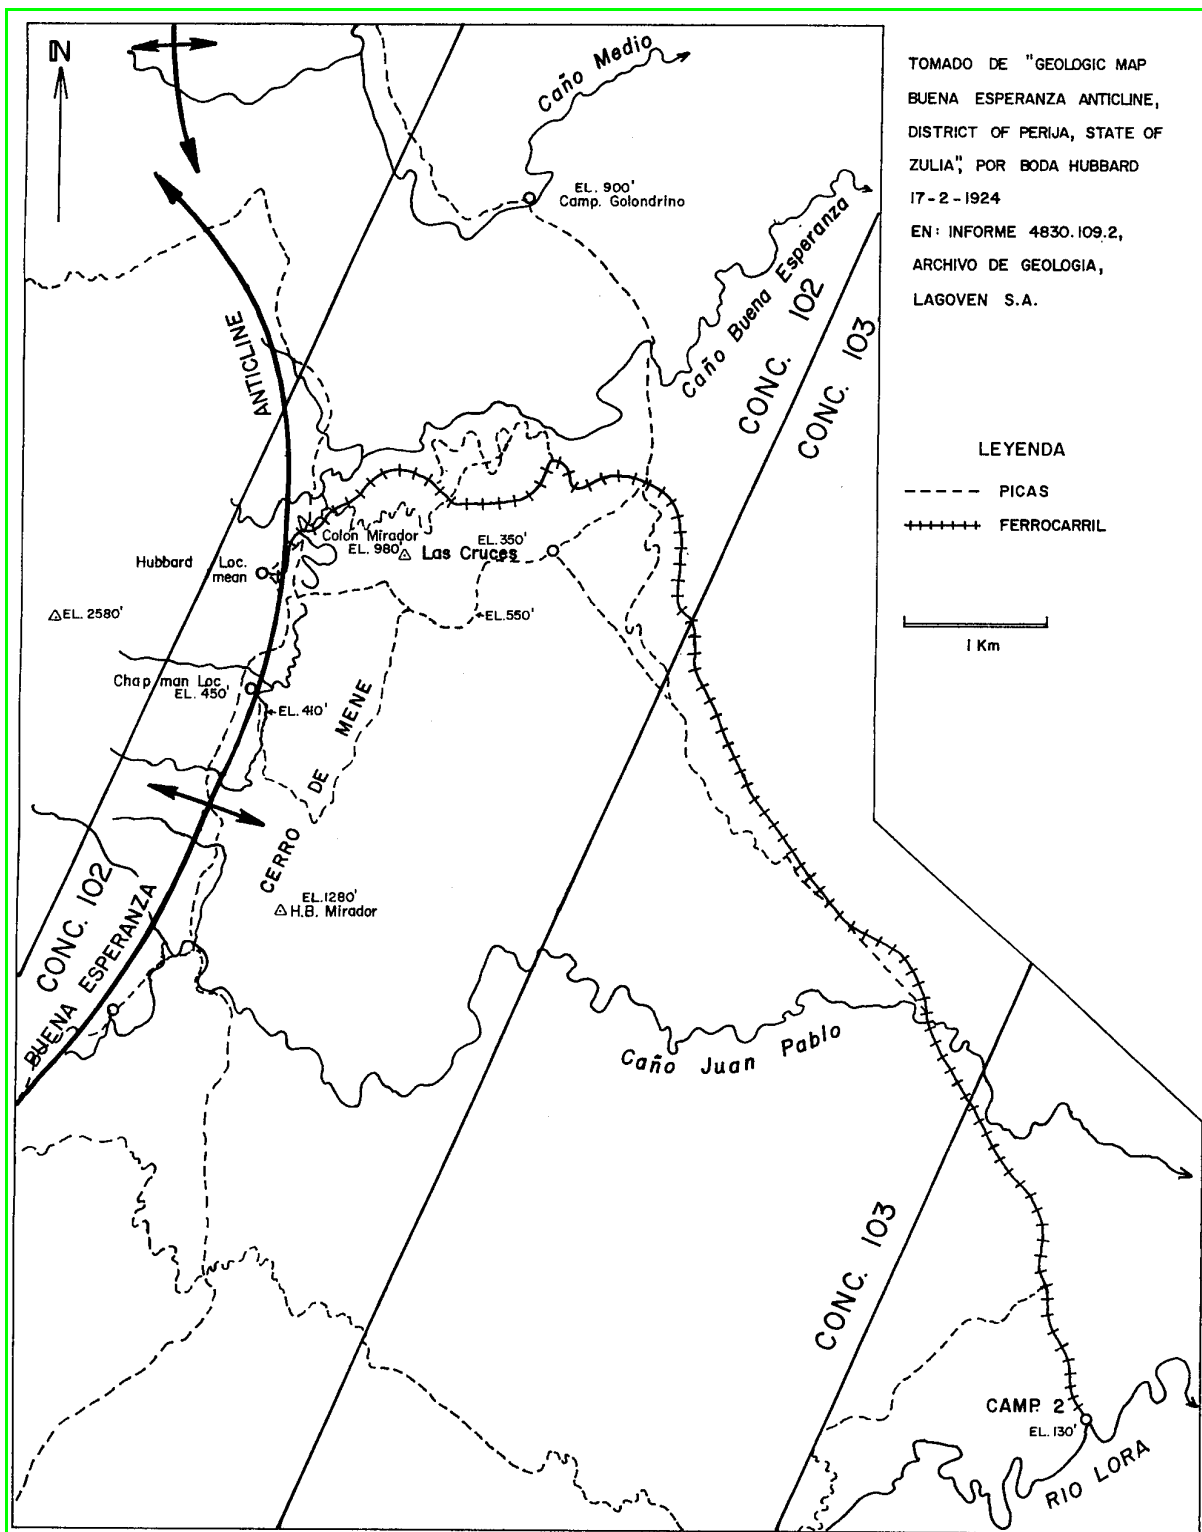 N
TOMADO DE "GEOLOGIC MAP
BUENA ESPERANZA ANTICLINE,
DISTRICT OF PERIJA, STATE OF
ZULIA", POR BODA HUBBARD
17-2-1924
EN: INFORME 4830.109.2,
ARCHIVO DE GEOLOGIA,
LAGOVEN S.A.
Caño Medio
EL. 900'
Camp. Golondrino
Caño Buena Esperanza
CONC. 102
CONC. 103
ANTICLINE
LEYENDA
PICAS
FERROCARRIL
1 Km
Colon Mirador
EL. 980'
Las Cruces
EL. 350'
Hubbard Loc.
mean
EL. 2580'
EL. 550'
Chapman Loc
EL. 450'
EL. 410'
CERRO DE MENE
EL. 1280'
H.B. Mirador
CONC. 102
BUENA ESPERANZA
Caño Juan Pablo
CONC. 103
CAMP. 2
EL. 130'
RIO LORA